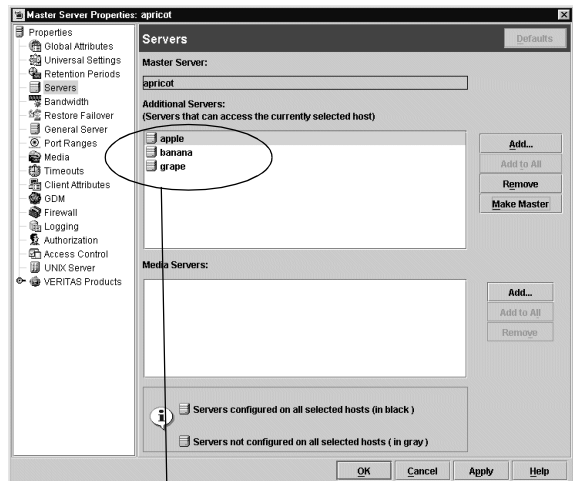 Master Server Properties: apricot
Properties
Global Attributes
Universal Settings
Retention Periods
Servers
Bandwidth
Restore Failover
General Server
Port Ranges
Media
Timeouts
Client Attributes
GDM
Firewall
Logging
Authorization
Access Control
UNIX Server
VERITAS Products
Servers
Defaults
Master Server:
apricot
Additional Servers:
(Servers that can access the currently selected host)
apple
banana
grape
Add...
Add to All
Remove
Make Master
Media Servers:
Add...
Add to All
Remove
Servers configured on all selected hosts (in black )
Servers not configured on all selected hosts ( in gray )
OK
Cancel
Apply
Help